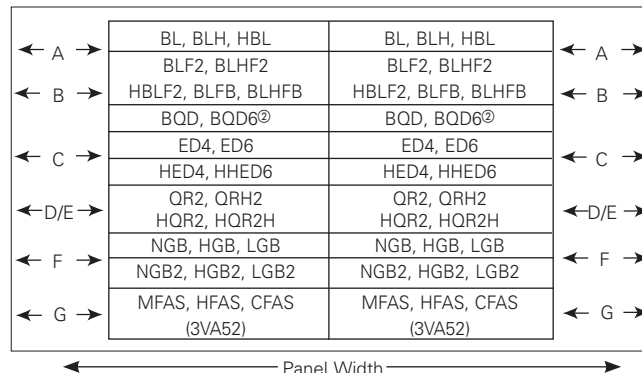 A BL, BLH, HBL BL, BLH, HBL A
BLF2, BLHF2 BLF2, BLHF2
B HBLF2, BLFB, BLHFB HBLF2, BLFB, BLHFB B
BQD, BQD6② BQD, BQD6②
C ED4, ED6 ED4, ED6 C
HED4, HHED6 HED4, HHED6
D/E QR2, QRH2 QR2, QRH2 D/E
HQR2, HQR2H HQR2, HQR2H
F NGB, HGB, LGB NGB, HGB, LGB F
NGB2, HGB2, LGB2 NGB2, HGB2, LGB2
G MFAS, HFAS, CFAS MFAS, HFAS, CFAS G
(3VA52) (3VA52)
Panel Width